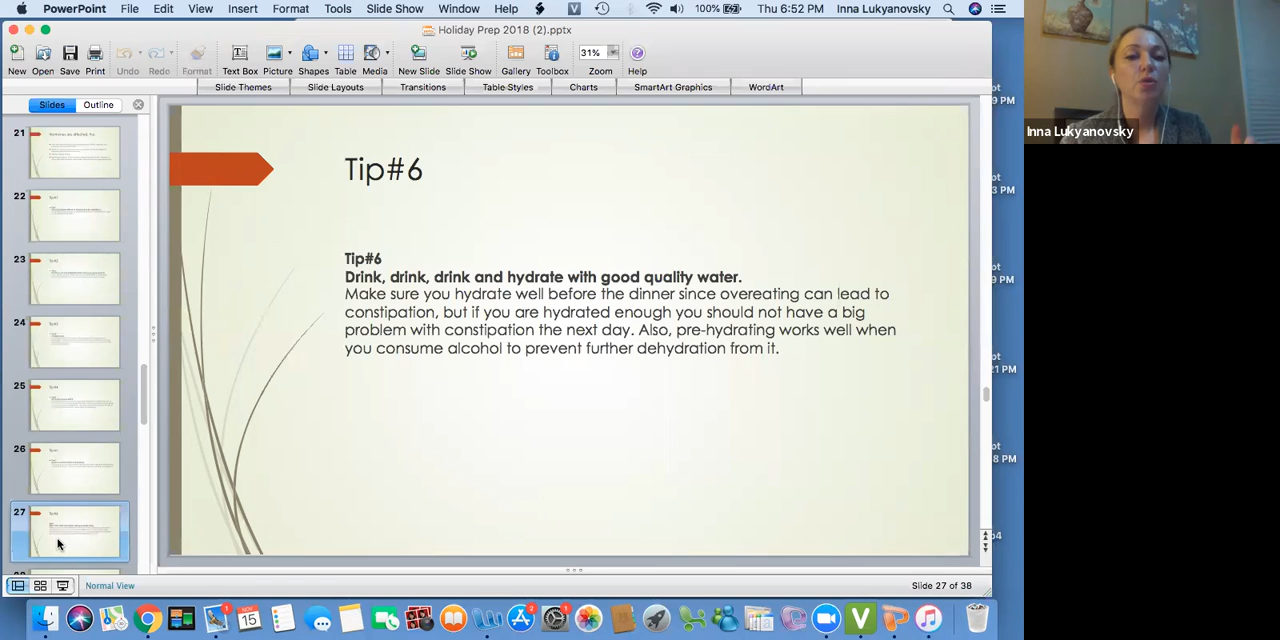 PowerPoint File Edit View Insert Format Tools Slide Show Window Help 100% Thu 6:52 PM Inna Lukyanovsky
Holiday Prep 2018 (2).pptx
31%
New Open Save Print Undo Redo Format Text Box Picture Shapes Table Media New Slide Slide Show Gallery Toolbox Zoom Help
Slide Themes Slide Layouts Transitions Table Styles Charts SmartArt Graphics WordArt
Slides Outline
21
22
23
24
25
26
27
Tip#6
Tip#6
Drink, drink, drink and hydrate with good quality water.
Make sure you hydrate well before the dinner since overeating can lead to
constipation, but if you are hydrated enough you should not have a big
problem with constipation the next day. Also, pre-hydrating works well when
you consume alcohol to prevent further dehydration from it.
Normal View
Slide 27 of 38
Inna Lukyanovsky
NOV
15